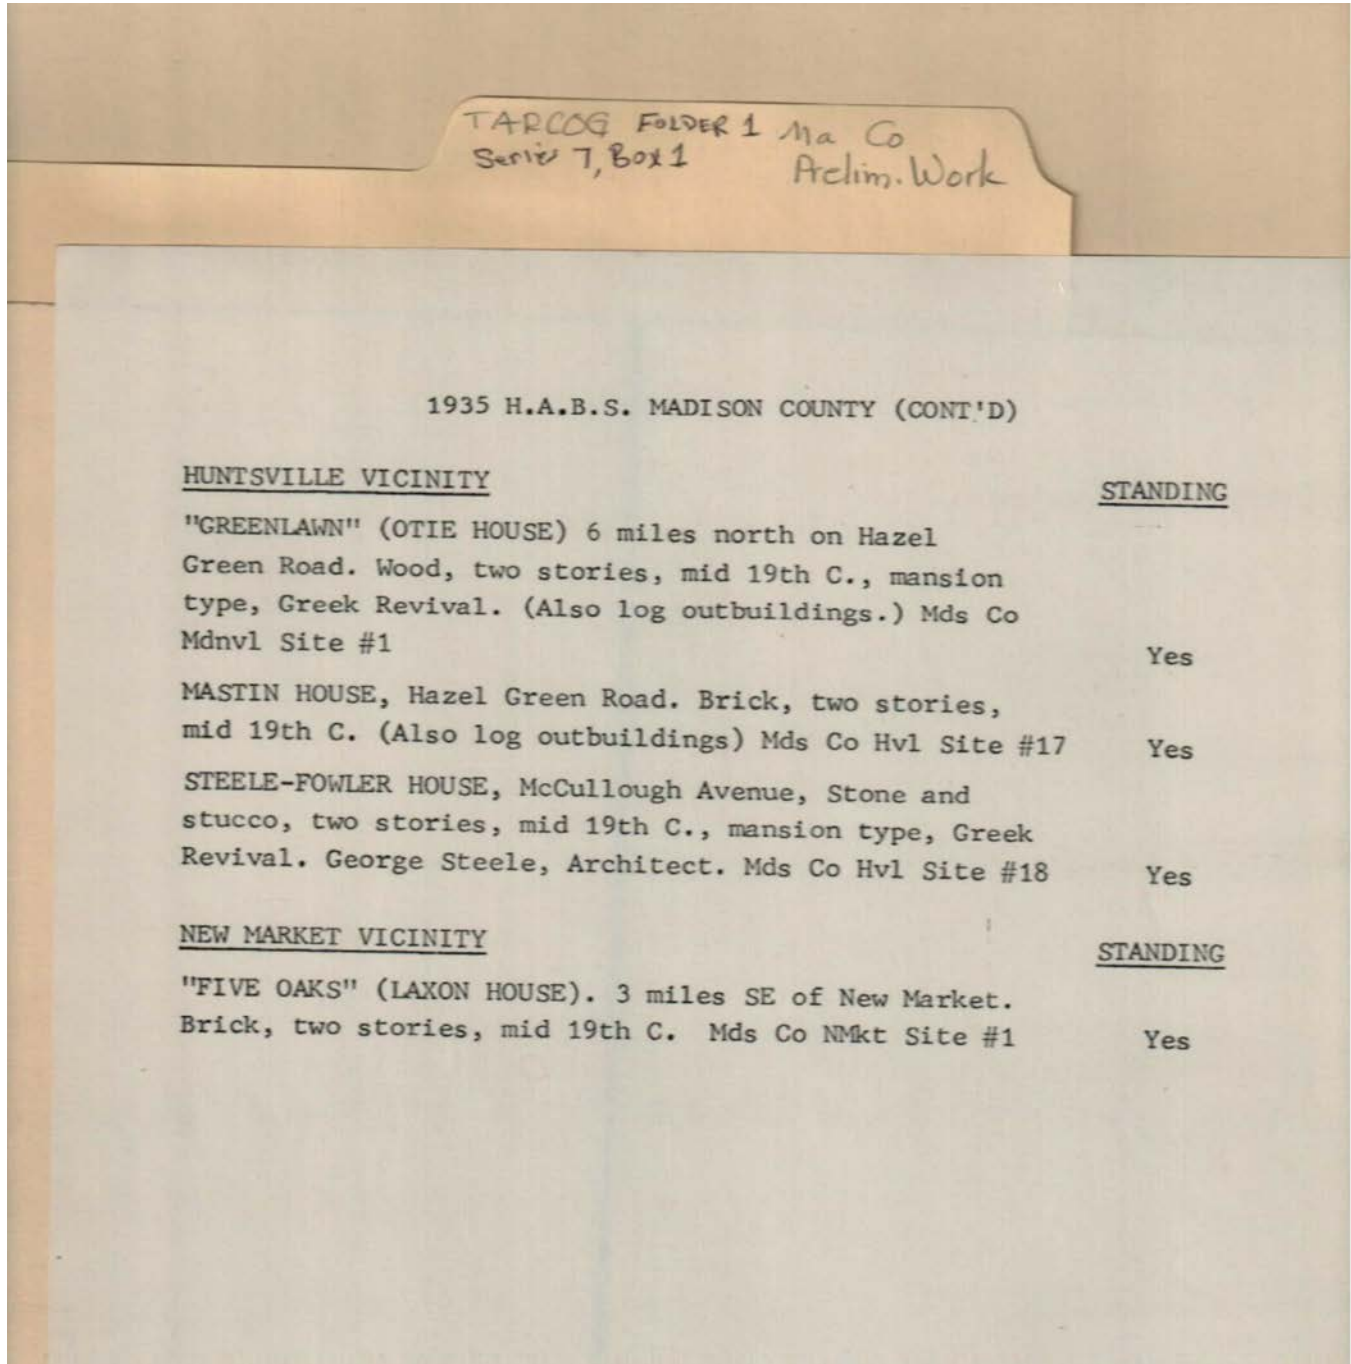 TARCOG FOLDER 1 Ma Co
Series 7, Box 1 Prelim. Work
1935 H.A.B.S. MADISON COUNTY (CONT'D)
HUNTSVILLE VICINITY STANDING
"GREENLAWN" (OTIE HOUSE) 6 miles north on Hazel
Green Road. Wood, two stories, mid 19th C., mansion
type, Greek Revival. (Also log outbuildings.) Mds Co
Mdnvl Site #1 Yes
MASTIN HOUSE, Hazel Green Road. Brick, two stories,
mid 19th C. (Also log outbuildings) Mds Co Hvl Site #17 Yes
STEELE-FOWLER HOUSE, McCullough Avenue, Stone and
stucco, two stories, mid 19th C., mansion type, Greek
Revival. George Steele, Architect. Mds Co Hvl Site #18 Yes
NEW MARKET VICINITY STANDING
"FIVE OAKS" (LAXON HOUSE). 3 miles SE of New Market.
Brick, two stories, mid 19th C. Mds Co NMkt Site #1 Yes